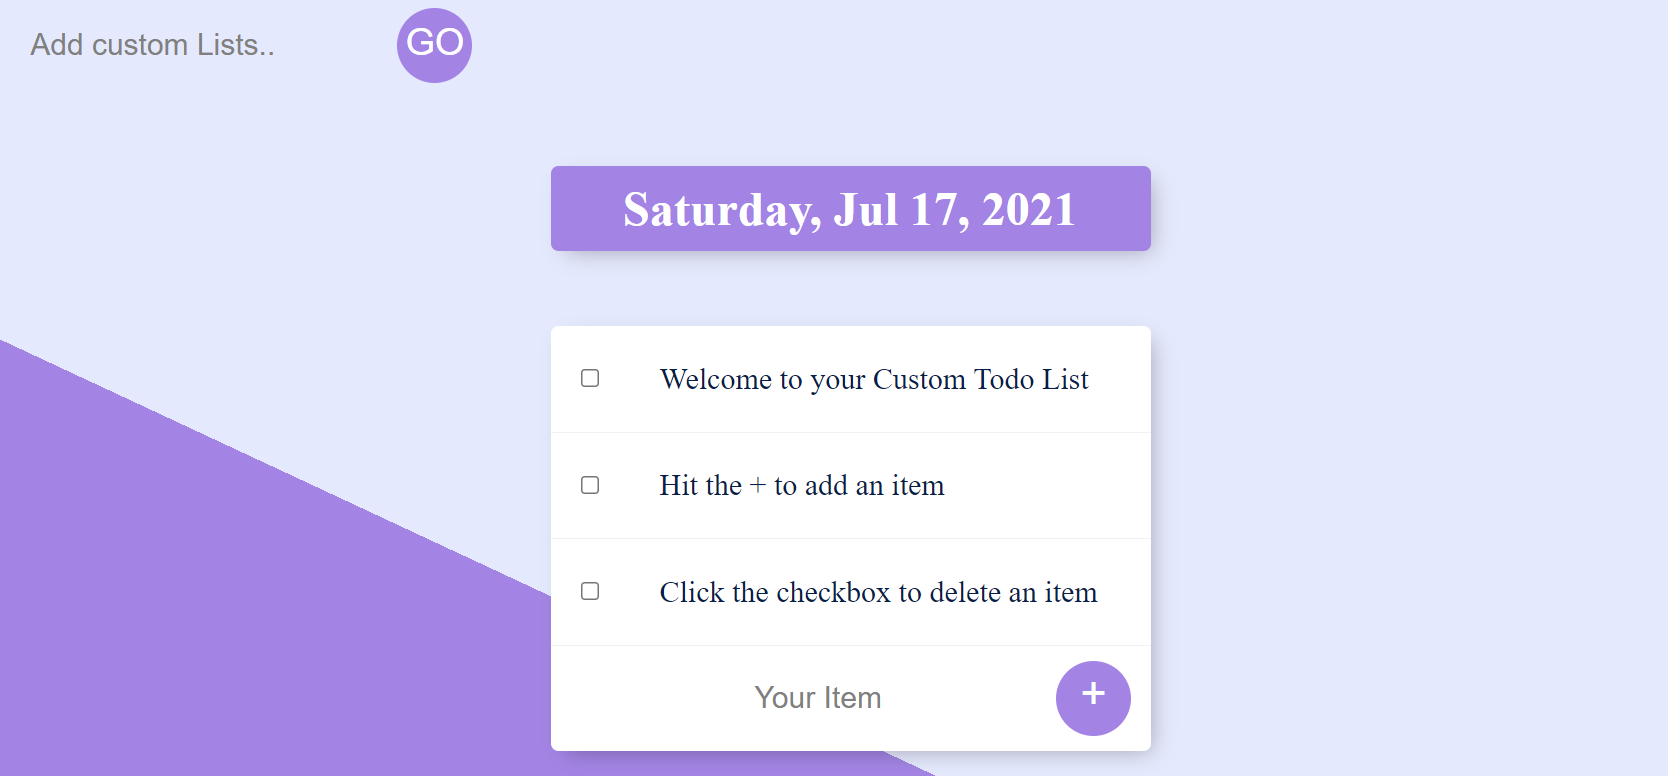 Add custom Lists..
GO
Saturday, Jul 17, 2021
Welcome to your Custom Todo List
Hit the + to add an item
Click the checkbox to delete an item
Your Item
+